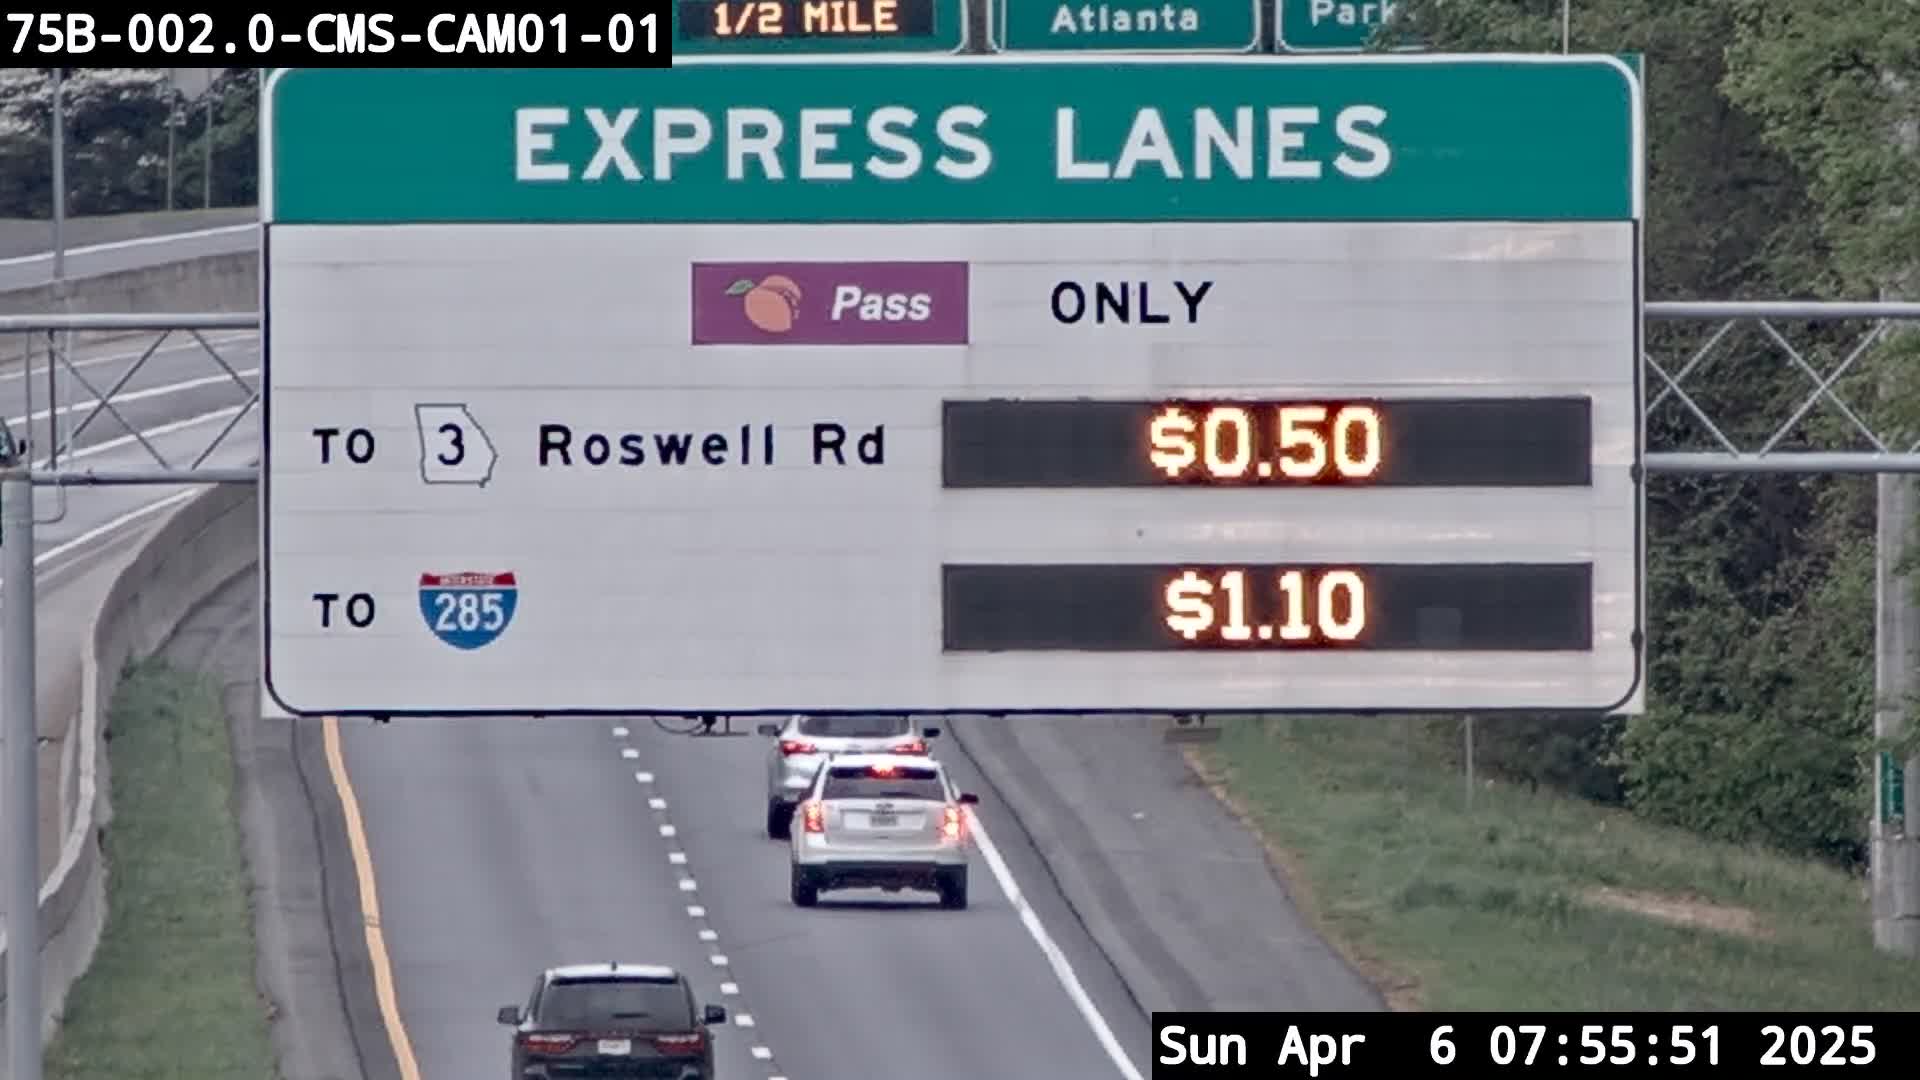 75B-002.0-CMS-CAM01-01
1/2 MILE
Atlanta
Park
EXPRESS LANES
Pass ONLY
TO 3 Roswell Rd $0.50
TO INTERSTATE 285 $1.10
Sun Apr 6 07:55:51 2025